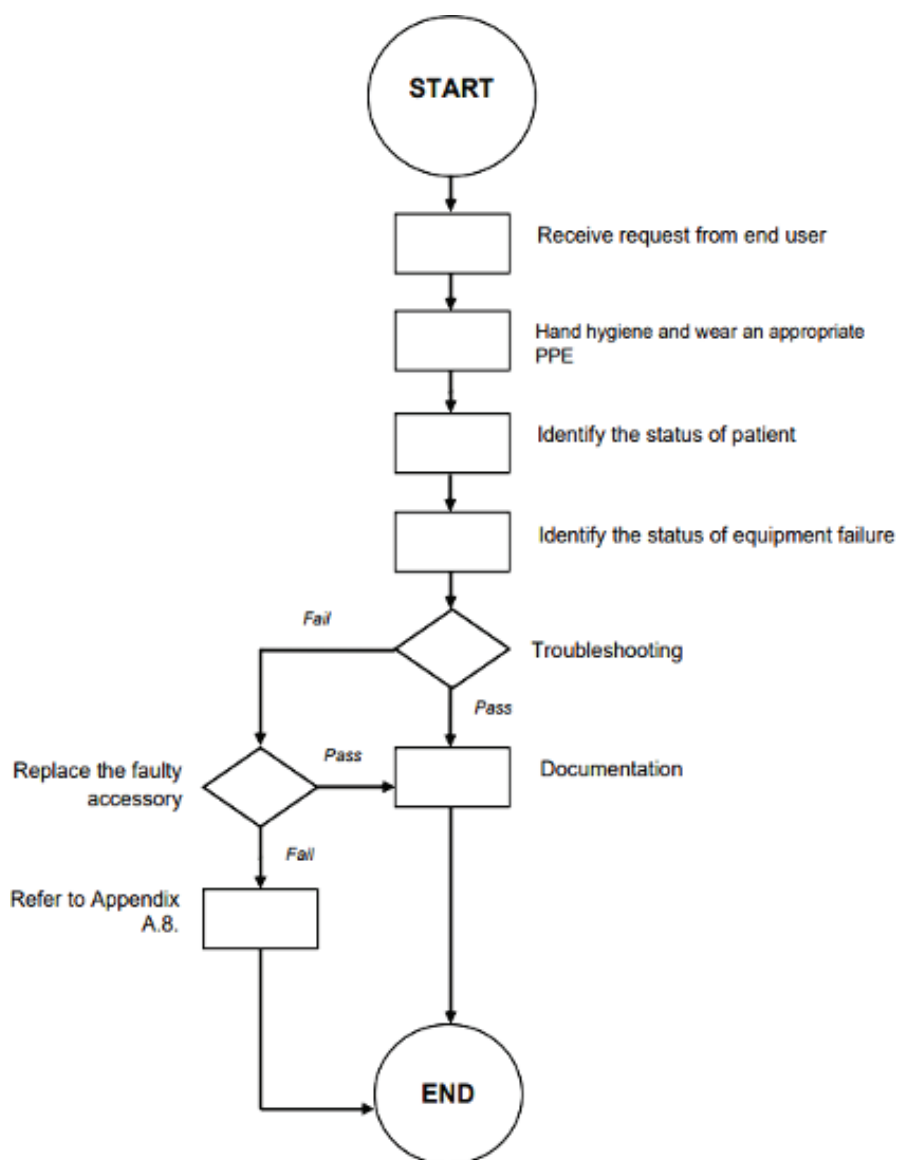 START
Receive request from end user
Hand hygiene and wear an appropriate
PPE
Identify the status of patient
Identify the status of equipment failure
Fail
Troubleshooting
Pass
Replace the faulty
accessory
Pass
Documentation
Fail
Refer to Appendix
A.8.
END